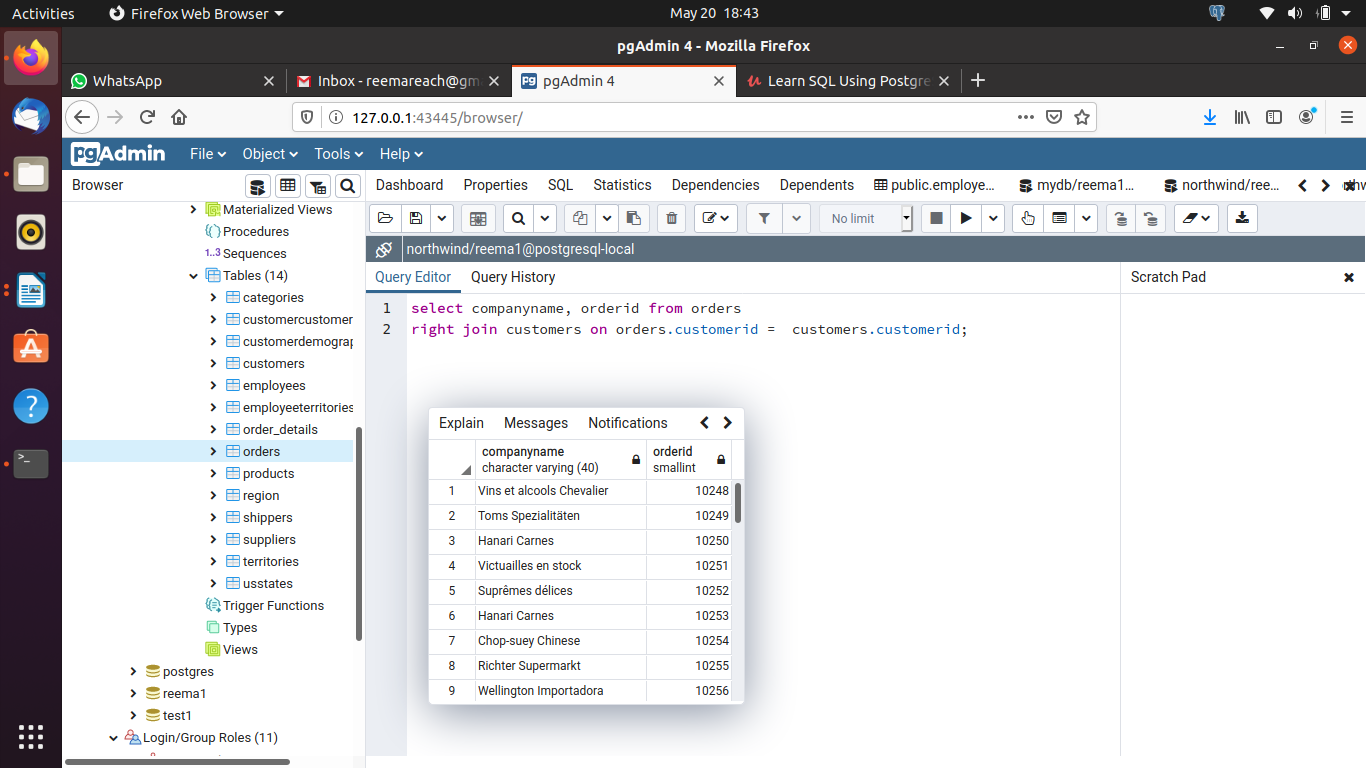 Activities Firefox Web Browser May 20 18:43
pgAdmin 4 - Mozilla Firefox
WhatsApp Inbox - reemareach@gm pgAdmin 4 Learn SQL Using Postgre
127.0.0.1:43445/browser/
pgAdmin File Object Tools Help
Browser
Dashboard Properties SQL Statistics Dependencies Dependents public.employe... mydb/reema1... northwind/ree...
No limit
northwind/reema1@postgresql-local
Query Editor Query History
Scratch Pad
Materialized Views
Procedures
1..3 Sequences
Tables (14)
categories
customercustomer
customerdemograp
customers
employees
employeeterritories
order_details
orders
products
region
shippers
suppliers
territories
usstates
Trigger Functions
Types
Views
postgres
reema1
test1
Login/Group Roles (11)
1 select companyname, orderid from orders
2 right join customers on orders.customerid =  customers.customerid;
Explain Messages Notifications
companyname orderid
character varying (40) smallint
1 Vins et alcools Chevalier 10248
2 Toms Spezialitäten 10249
3 Hanari Carnes 10250
4 Victuailles en stock 10251
5 Suprêmes délices 10252
6 Hanari Carnes 10253
7 Chop-suey Chinese 10254
8 Richter Supermarkt 10255
9 Wellington Importadora 10256